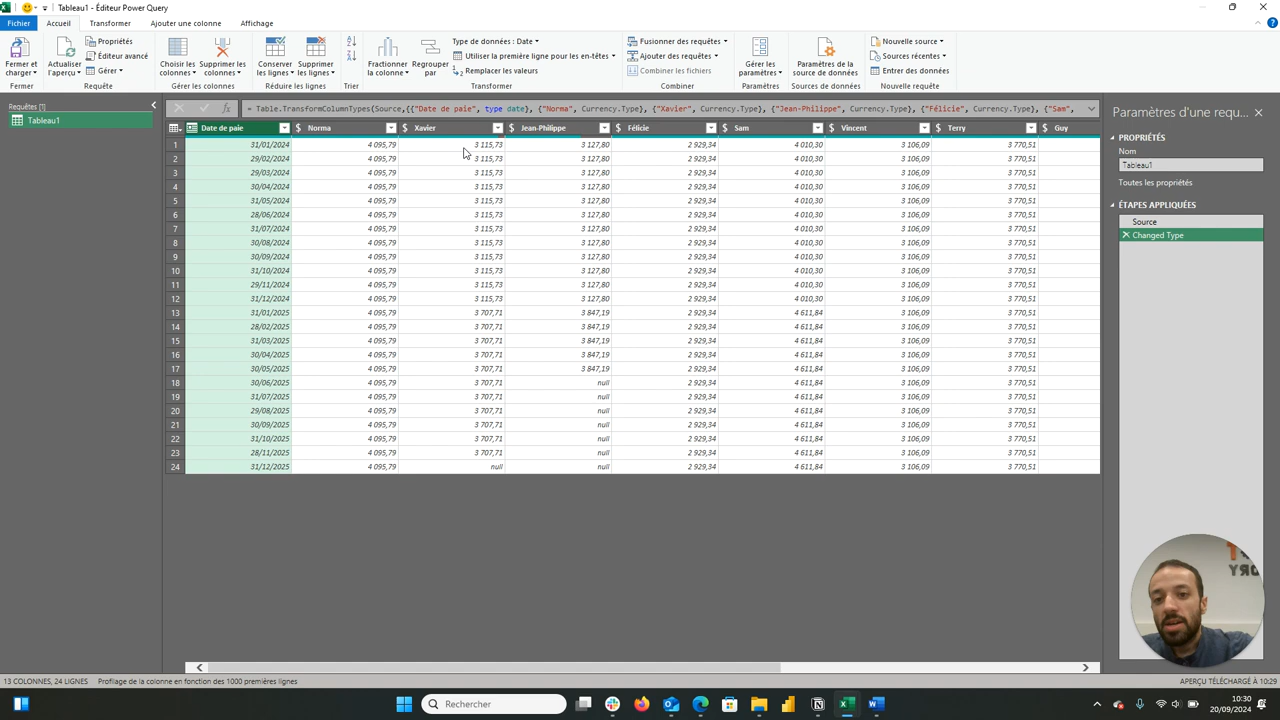 Tableau1 - Éditeur Power Query
Fichier Accueil Transformer Ajouter une colonne Affichage
Fermer et charger
Fermer
Actualiser l'aperçu
Propriétés
Éditeur avancé
Gérer
Requête
Choisir les colonnes
Supprimer les colonnes
Gérer les colonnes
Conserver les lignes
Supprimer les lignes
Réduire les lignes
Trier
Fractionner la colonne
Regrouper par
Type de données : Date
Utiliser la première ligne pour les en-têtes
Remplacer les valeurs
Transformer
Fusionner des requêtes
Ajouter des requêtes
Combiner les fichiers
Combiner
Gérer les paramètres
Paramètres
Paramètres de la source de données
Sources de données
Nouvelle source
Sources récentes
Entrer des données
Nouvelle requête
Requêtes [1]
Tableau1
= Table.TransformColumnTypes(Source,{{"Date de paie", type date}, {"Norma", Currency.Type}, {"Xavier", Currency.Type}, {"Jean-Philippe", Currency.Type}, {"Félicie", Currency.Type}, {"Sam",
Date de paie Norma Xavier Jean-Philippe Félicie Sam Vincent Terry Guy
1 31/01/2024 4 095,79 3 115,73 3 127,80 2 929,34 4 010,30 3 106,09 3 770,51
2 29/02/2024 4 095,79 3 115,73 3 127,80 2 929,34 4 010,30 3 106,09 3 770,51
3 29/03/2024 4 095,79 3 115,73 3 127,80 2 929,34 4 010,30 3 106,09 3 770,51
4 30/04/2024 4 095,79 3 115,73 3 127,80 2 929,34 4 010,30 3 106,09 3 770,51
5 31/05/2024 4 095,79 3 115,73 3 127,80 2 929,34 4 010,30 3 106,09 3 770,51
6 28/06/2024 4 095,79 3 115,73 3 127,80 2 929,34 4 010,30 3 106,09 3 770,51
7 31/07/2024 4 095,79 3 115,73 3 127,80 2 929,34 4 010,30 3 106,09 3 770,51
8 30/08/2024 4 095,79 3 115,73 3 127,80 2 929,34 4 010,30 3 106,09 3 770,51
9 30/09/2024 4 095,79 3 115,73 3 127,80 2 929,34 4 010,30 3 106,09 3 770,51
10 31/10/2024 4 095,79 3 115,73 3 127,80 2 929,34 4 010,30 3 106,09 3 770,51
11 29/11/2024 4 095,79 3 115,73 3 127,80 2 929,34 4 010,30 3 106,09 3 770,51
12 31/12/2024 4 095,79 3 115,73 3 127,80 2 929,34 4 010,30 3 106,09 3 770,51
13 31/01/2025 4 095,79 3 707,71 3 847,19 2 929,34 4 611,84 3 106,09 3 770,51
14 28/02/2025 4 095,79 3 707,71 3 847,19 2 929,34 4 611,84 3 106,09 3 770,51
15 31/03/2025 4 095,79 3 707,71 3 847,19 2 929,34 4 611,84 3 106,09 3 770,51
16 30/04/2025 4 095,79 3 707,71 3 847,19 2 929,34 4 611,84 3 106,09 3 770,51
17 30/05/2025 4 095,79 3 707,71 3 847,19 2 929,34 4 611,84 3 106,09 3 770,51
18 30/06/2025 4 095,79 3 707,71 null 2 929,34 4 611,84 3 106,09 3 770,51
19 31/07/2025 4 095,79 3 707,71 null 2 929,34 4 611,84 3 106,09 3 770,51
20 29/08/2025 4 095,79 3 707,71 null 2 929,34 4 611,84 3 106,09 3 770,51
21 30/09/2025 4 095,79 3 707,71 null 2 929,34 4 611,84 3 106,09 3 770,51
22 31/10/2025 4 095,79 3 707,71 null 2 929,34 4 611,84 3 106,09 3 770,51
23 28/11/2025 4 095,79 3 707,71 null 2 929,34 4 611,84 3 106,09 3 770,51
24 31/12/2025 4 095,79 null null 2 929,34 4 611,84 3 106,09 3 770,51
Paramètres d'une requ...
PROPRIÉTÉS
Nom
Tableau1
Toutes les propriétés
ÉTAPES APPLIQUÉES
Source
Changed Type
13 COLONNES, 24 LIGNES Profilage de la colonne en fonction des 1000 premières lignes
APERÇU TÉLÉCHARGÉ À 10:29
Rechercher
10:30
20/09/2024